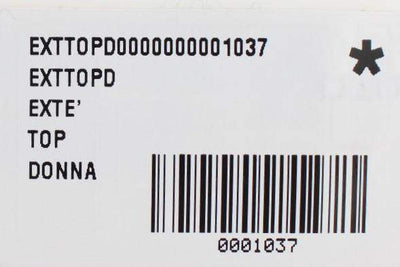 EXTTOPD0000000001037
*
EXTTOPD
EXTE'
TOP
DONNA
0001037